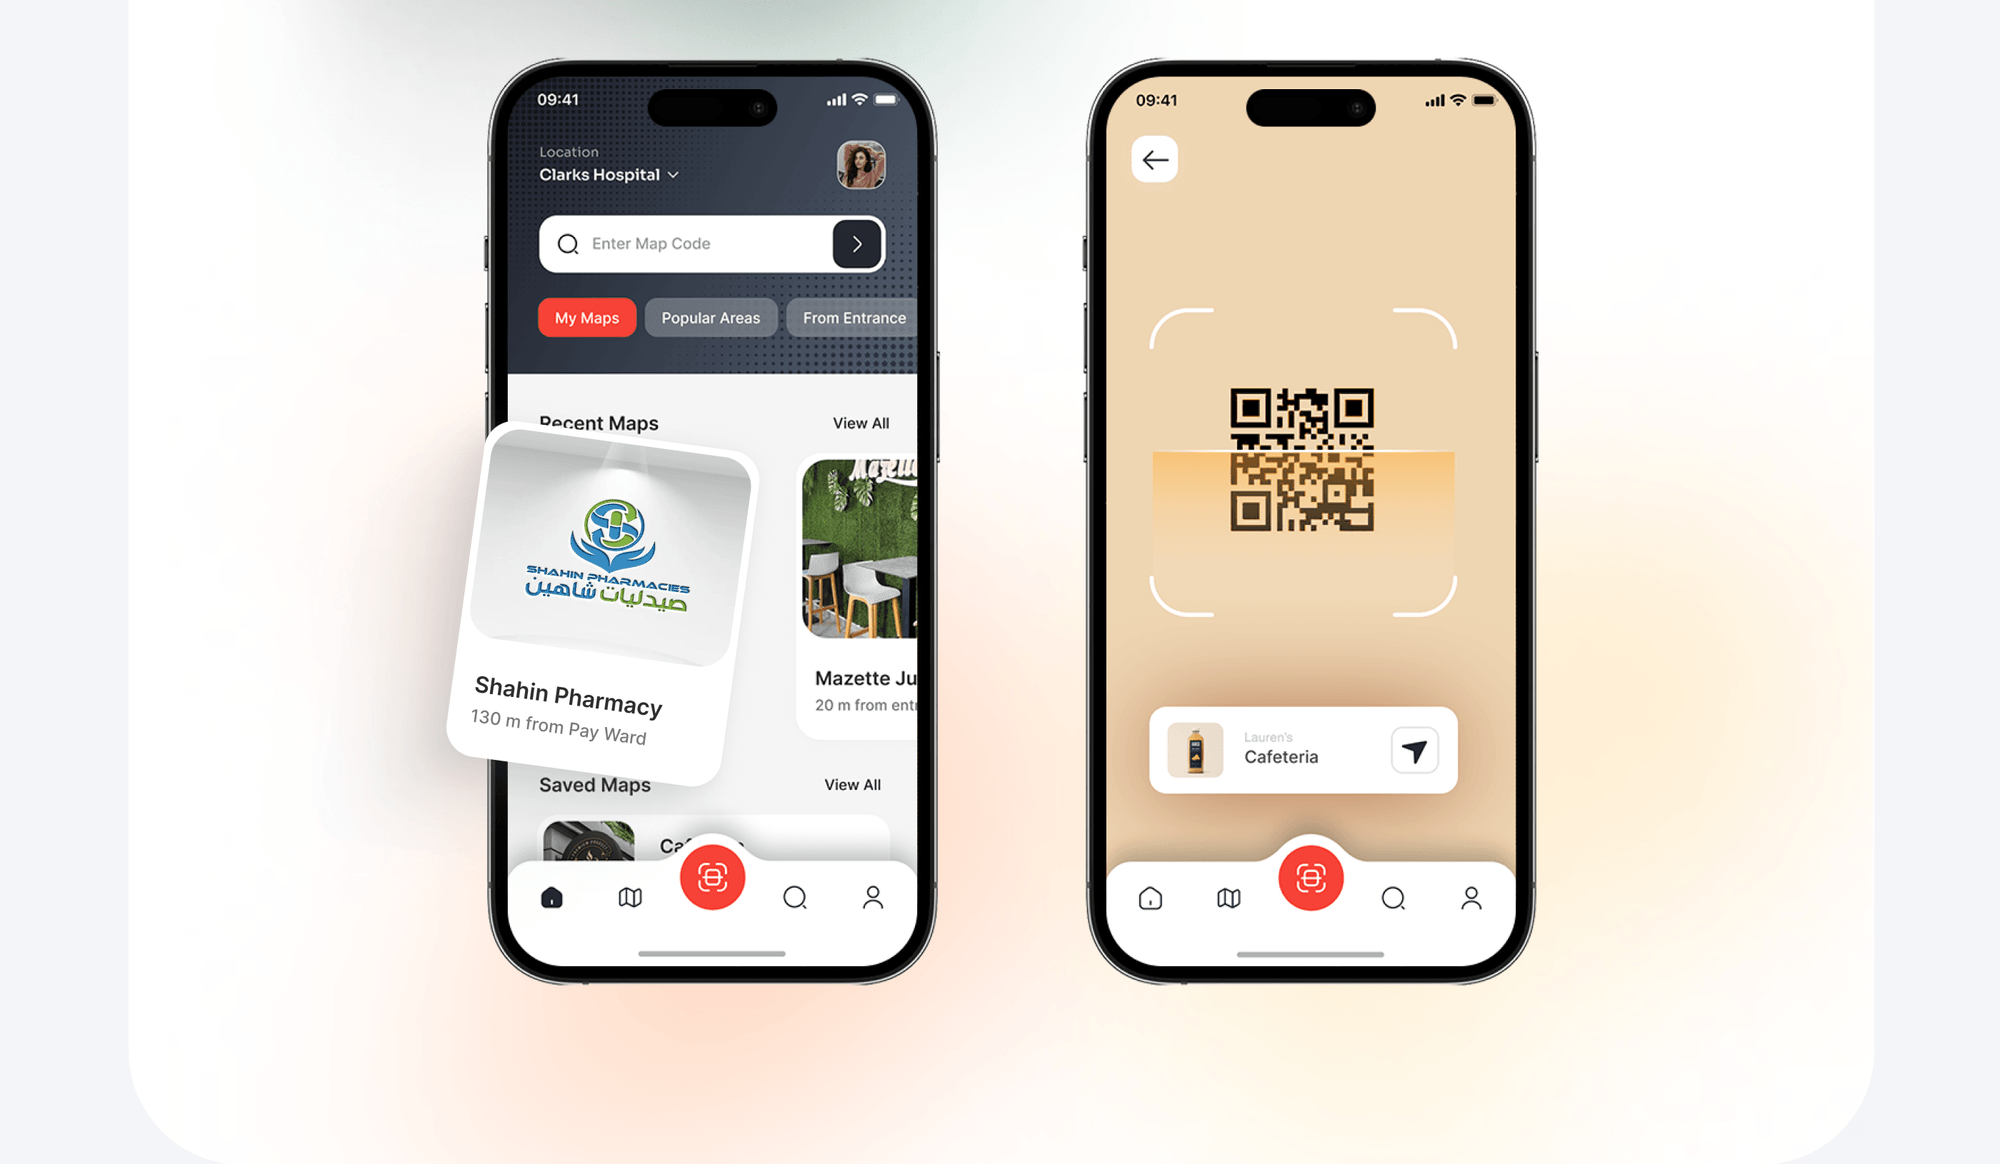 09:41
Location
Clarks Hospital
Enter Map Code
My Maps
Popular Areas
From Entrance
Recent Maps
View All
SHAHIN PHARMACIES
صيدليات شاهين
Shahin Pharmacy
130 m from Pay Ward
Mazette
Mazette Ju
20 m from entr
Saved Maps
View All
09:41
Lauren's
Cafeteria